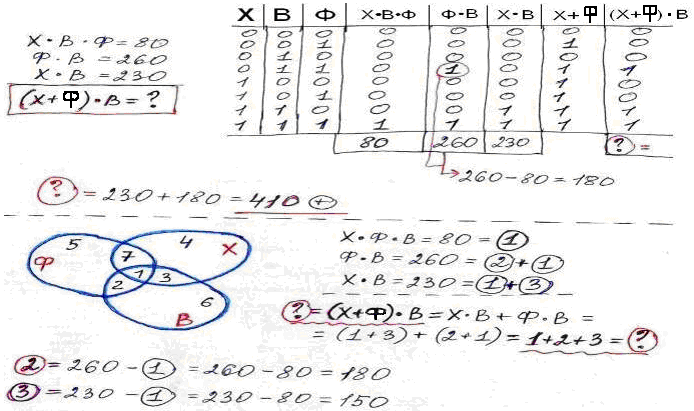 X · B · Ф = 80
Ф · B = 260
X · B = 230
(X+Ф)·B = ?
X B Ф X·B·Ф Ф·B X·B X+Ф (X+Ф)·B
0 0 0 0 0 0 0 0
0 0 1 0 0 0 1 0
0 1 0 0 0 0 0 0
0 1 1 0 1 0 1 1
1 0 0 0 0 0 1 0
1 0 1 0 0 0 1 0
1 1 0 0 0 1 1 1
1 1 1 1 1 1 1 1
80 260 230 ? =
260-80=180
? = 230+180=410
5 4
Ф 7 X
1 3
2 6
B
X·Ф·B=80=1
Ф·B=260=2+1
X·B=230=1+3
?=(X+Ф)·B=X·B+Ф·B=
=(1+3)+(2+1)=1+2+3=?
2=260-1=260-80=180
3=230-1=230-80=150